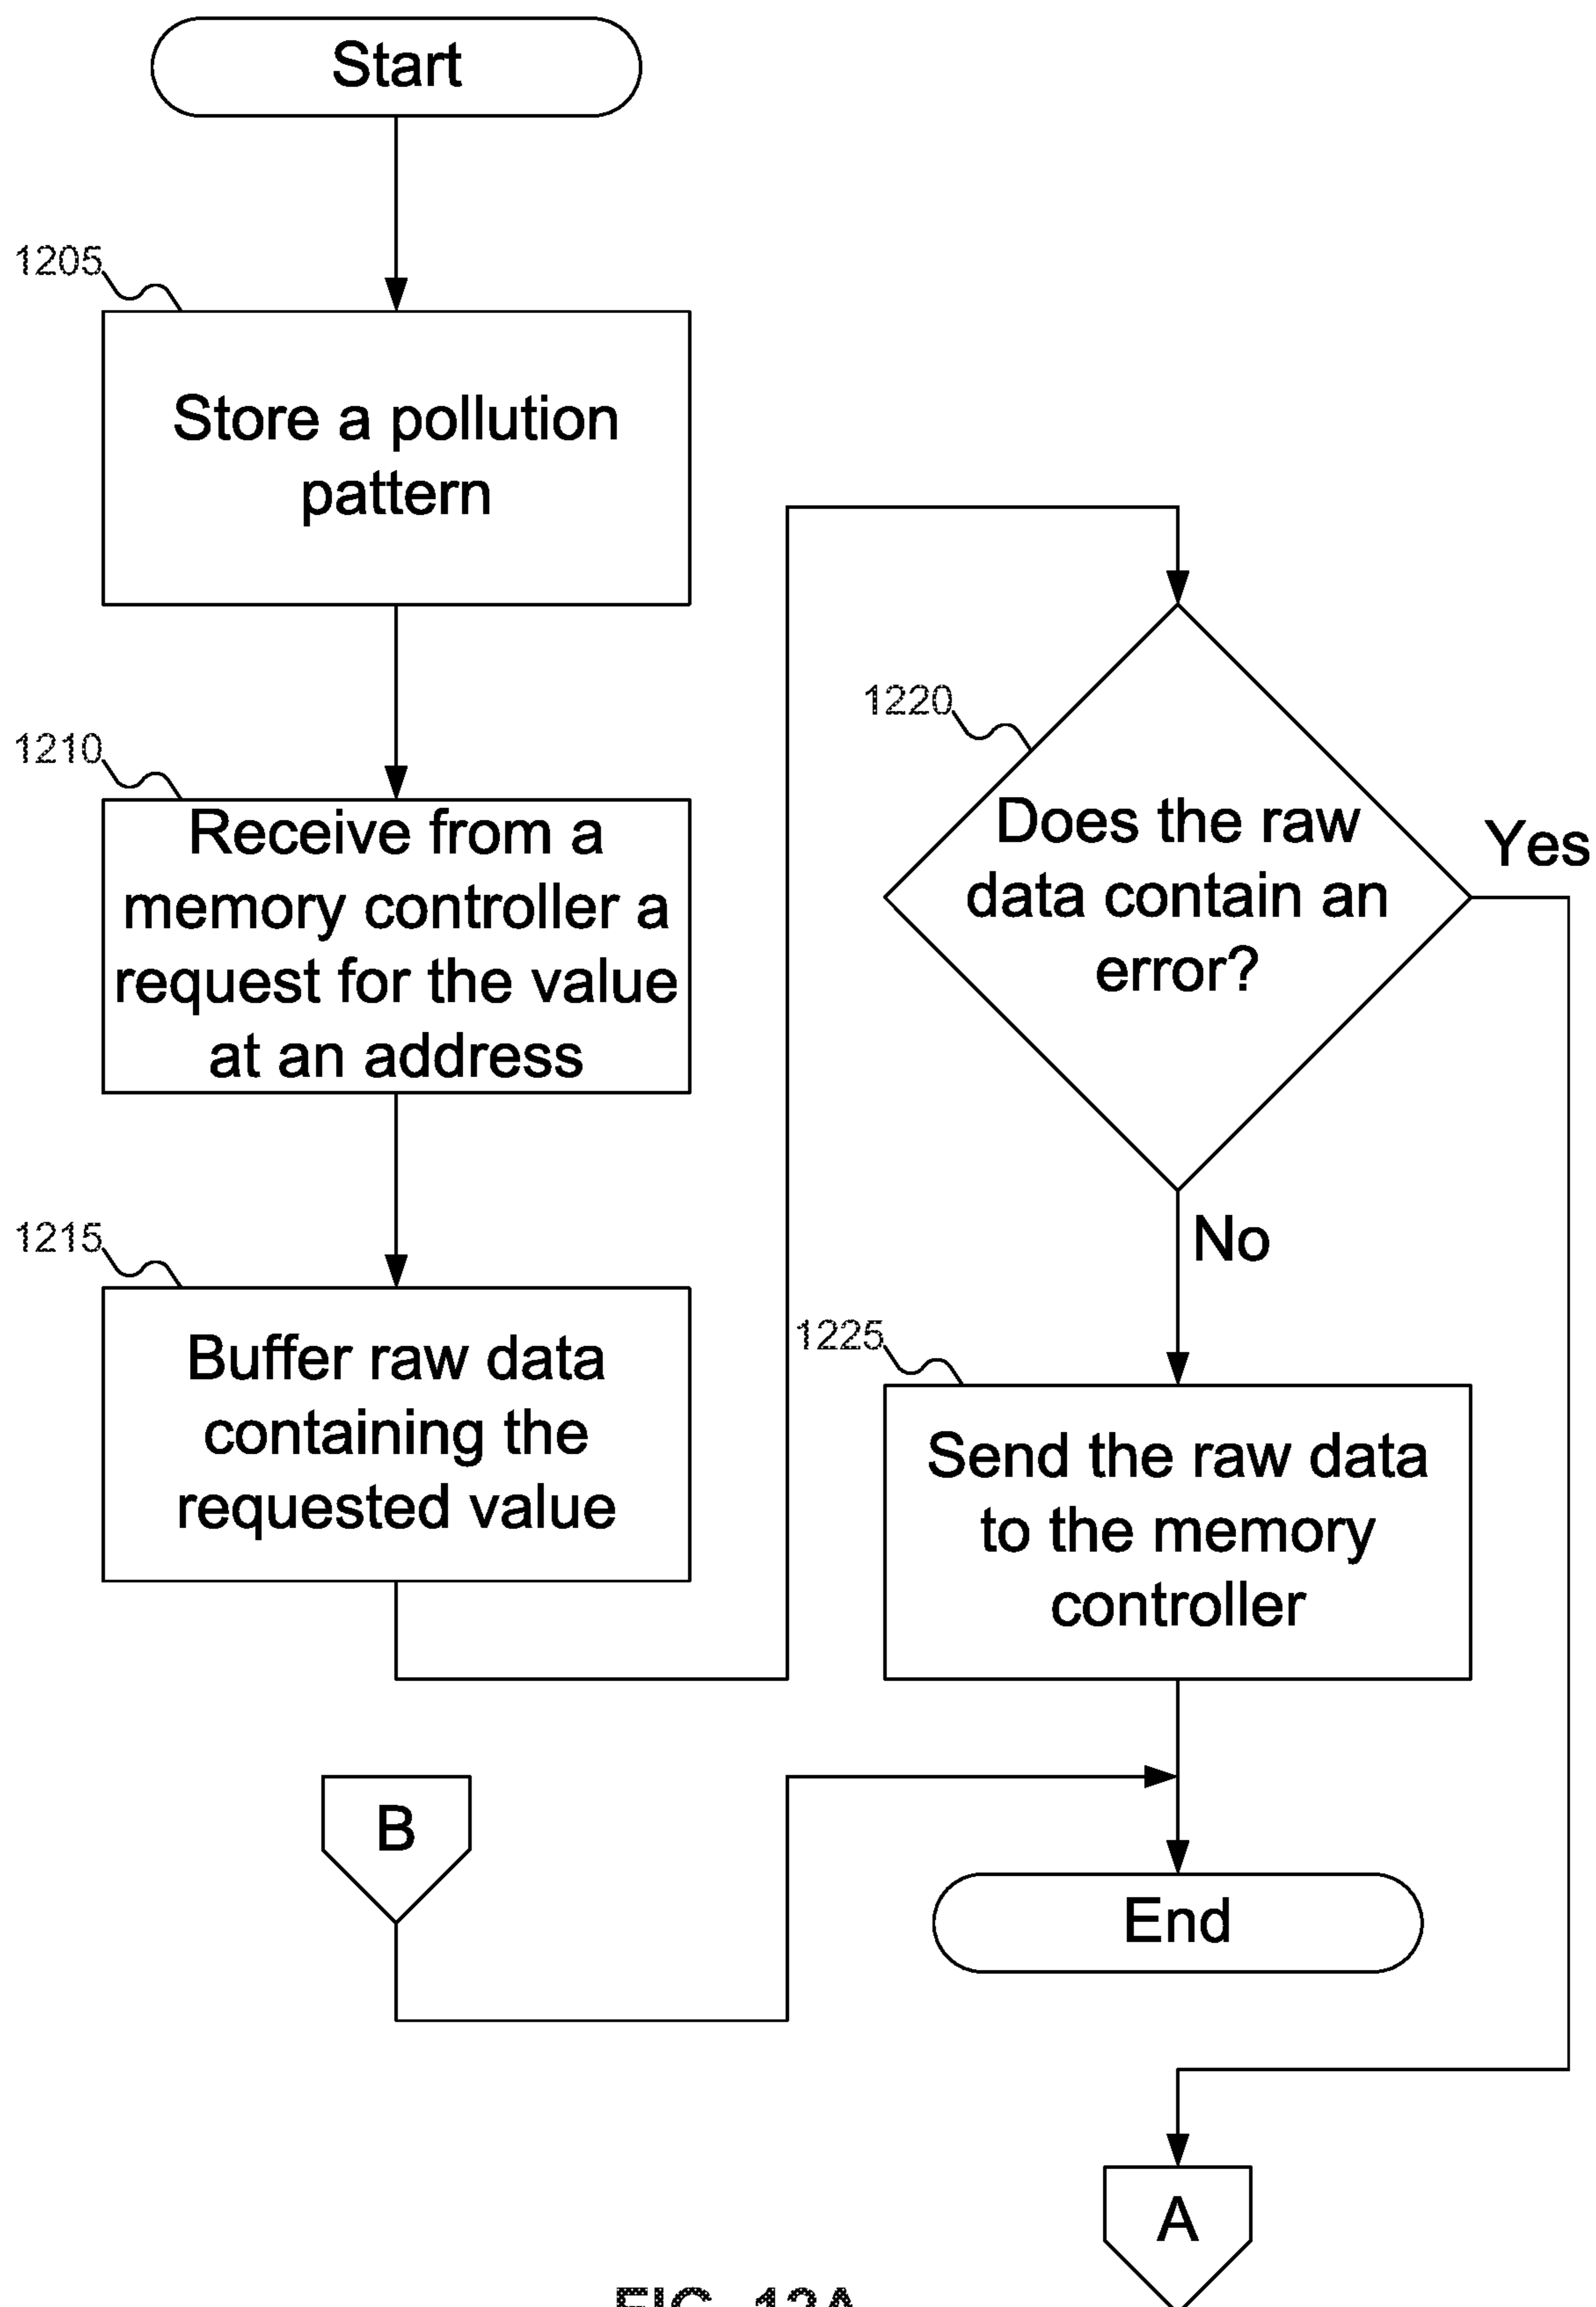 Start
1205
Store a pollution
pattern
1210
Receive from a
memory controller a
request for the value
at an address
1215
Buffer raw data
containing the
requested value
1220
Does the raw
data contain an
error?
Yes
No
1225
Send the raw data
to the memory
controller
B
End
A